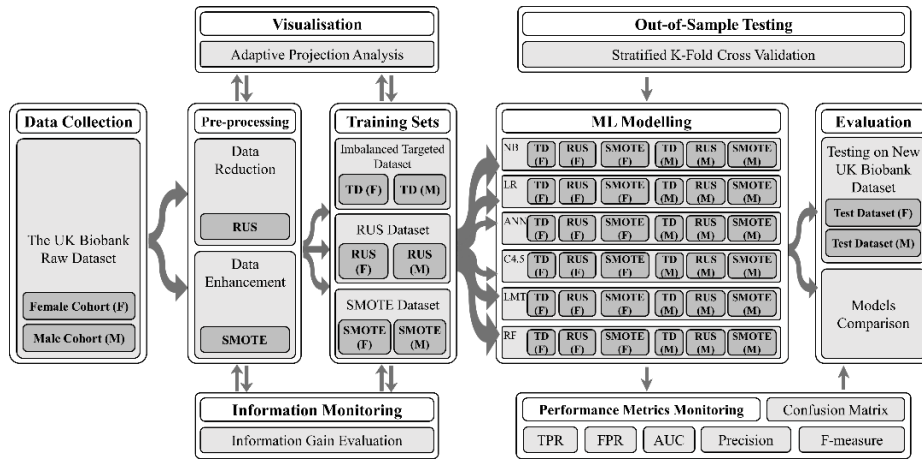 Visualisation
Adaptive Projection Analysis
Out-of-Sample Testing
Stratified K-Fold Cross Validation
Data Collection
The UK Biobank
Raw Dataset
Female Cohort (F)
Male Cohort (M)
Pre-processing
Data
Reduction
RUS
Data
Enhancement
SMOTE
Training Sets
Imbalanced Targeted
Dataset
TD (F) TD (M)
RUS Dataset
RUS RUS
(F) (M)
SMOTE Dataset
SMOTE SMOTE
(F) (M)
ML Modelling
NB TD RUS SMOTE TD RUS SMOTE
(F) (F) (F) (M) (M) (M)
LR TD RUS SMOTE TD RUS SMOTE
(F) (F) (F) (M) (M) (M)
ANN TD RUS SMOTE TD RUS SMOTE
(F) (F) (F) (M) (M) (M)
C4.5 TD RUS SMOTE TD RUS SMOTE
(F) (F) (F) (M) (M) (M)
LMT TD RUS SMOTE TD RUS SMOTE
(F) (F) (F) (M) (M) (M)
RF TD RUS SMOTE TD RUS SMOTE
(F) (F) (F) (M) (M) (M)
Evaluation
Testing on New
UK Biobank
Dataset
Test Dataset (F)
Test Dataset (M)
Models
Comparison
Information Monitoring
Information Gain Evaluation
Performance Metrics Monitoring Confusion Matrix
TPR FPR AUC Precision F-measure